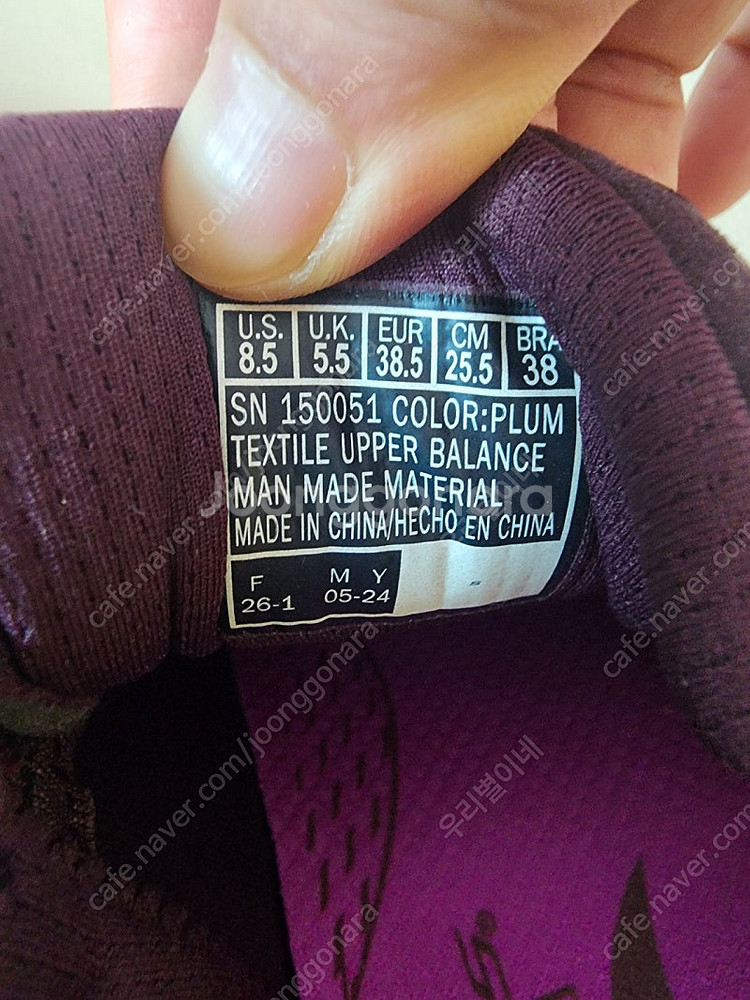 U.S. U.K. EUR CM BRA
8.5 5.5 38.5 25.5 38
SN 150051 COLOR:PLUM
TEXTILE UPPER BALANCE
MAN MADE MATERIAL
MADE IN CHINA/HECHO EN CHINA
F M Y
26-1 05-24
Joonggonara
cafe.naver.com/joonggonara
우리별이네